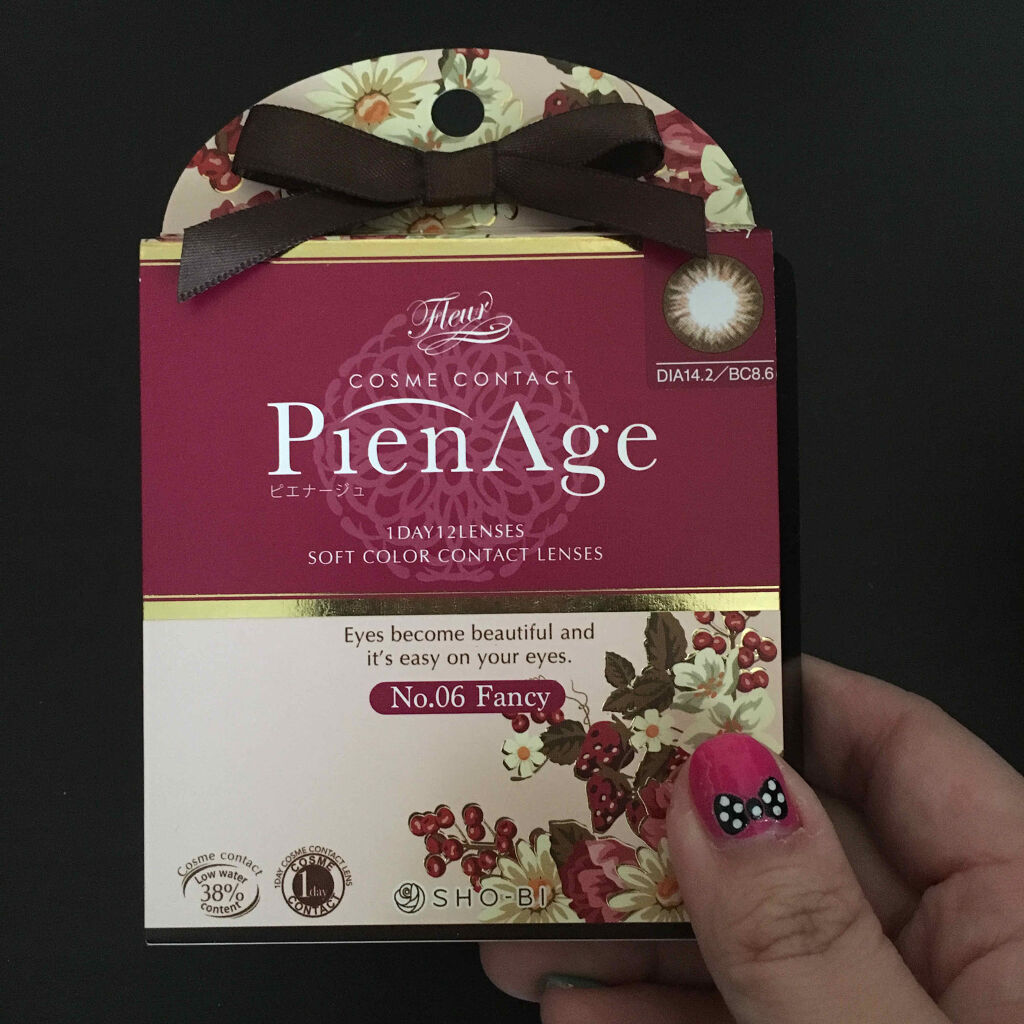 Fleur
DIA14.2／BC8.6
COSME CONTACT
PienAge
ピエナージュ
1DAY12LENSES
SOFT COLOR CONTACT LENSES
Eyes become beautiful and
it's easy on your eyes.
No.06 Fancy
Cosme contact
Low water
38%
content
1DAY COSME CONTACT LENS
COSME
1day
CONTACT
SHO-BI